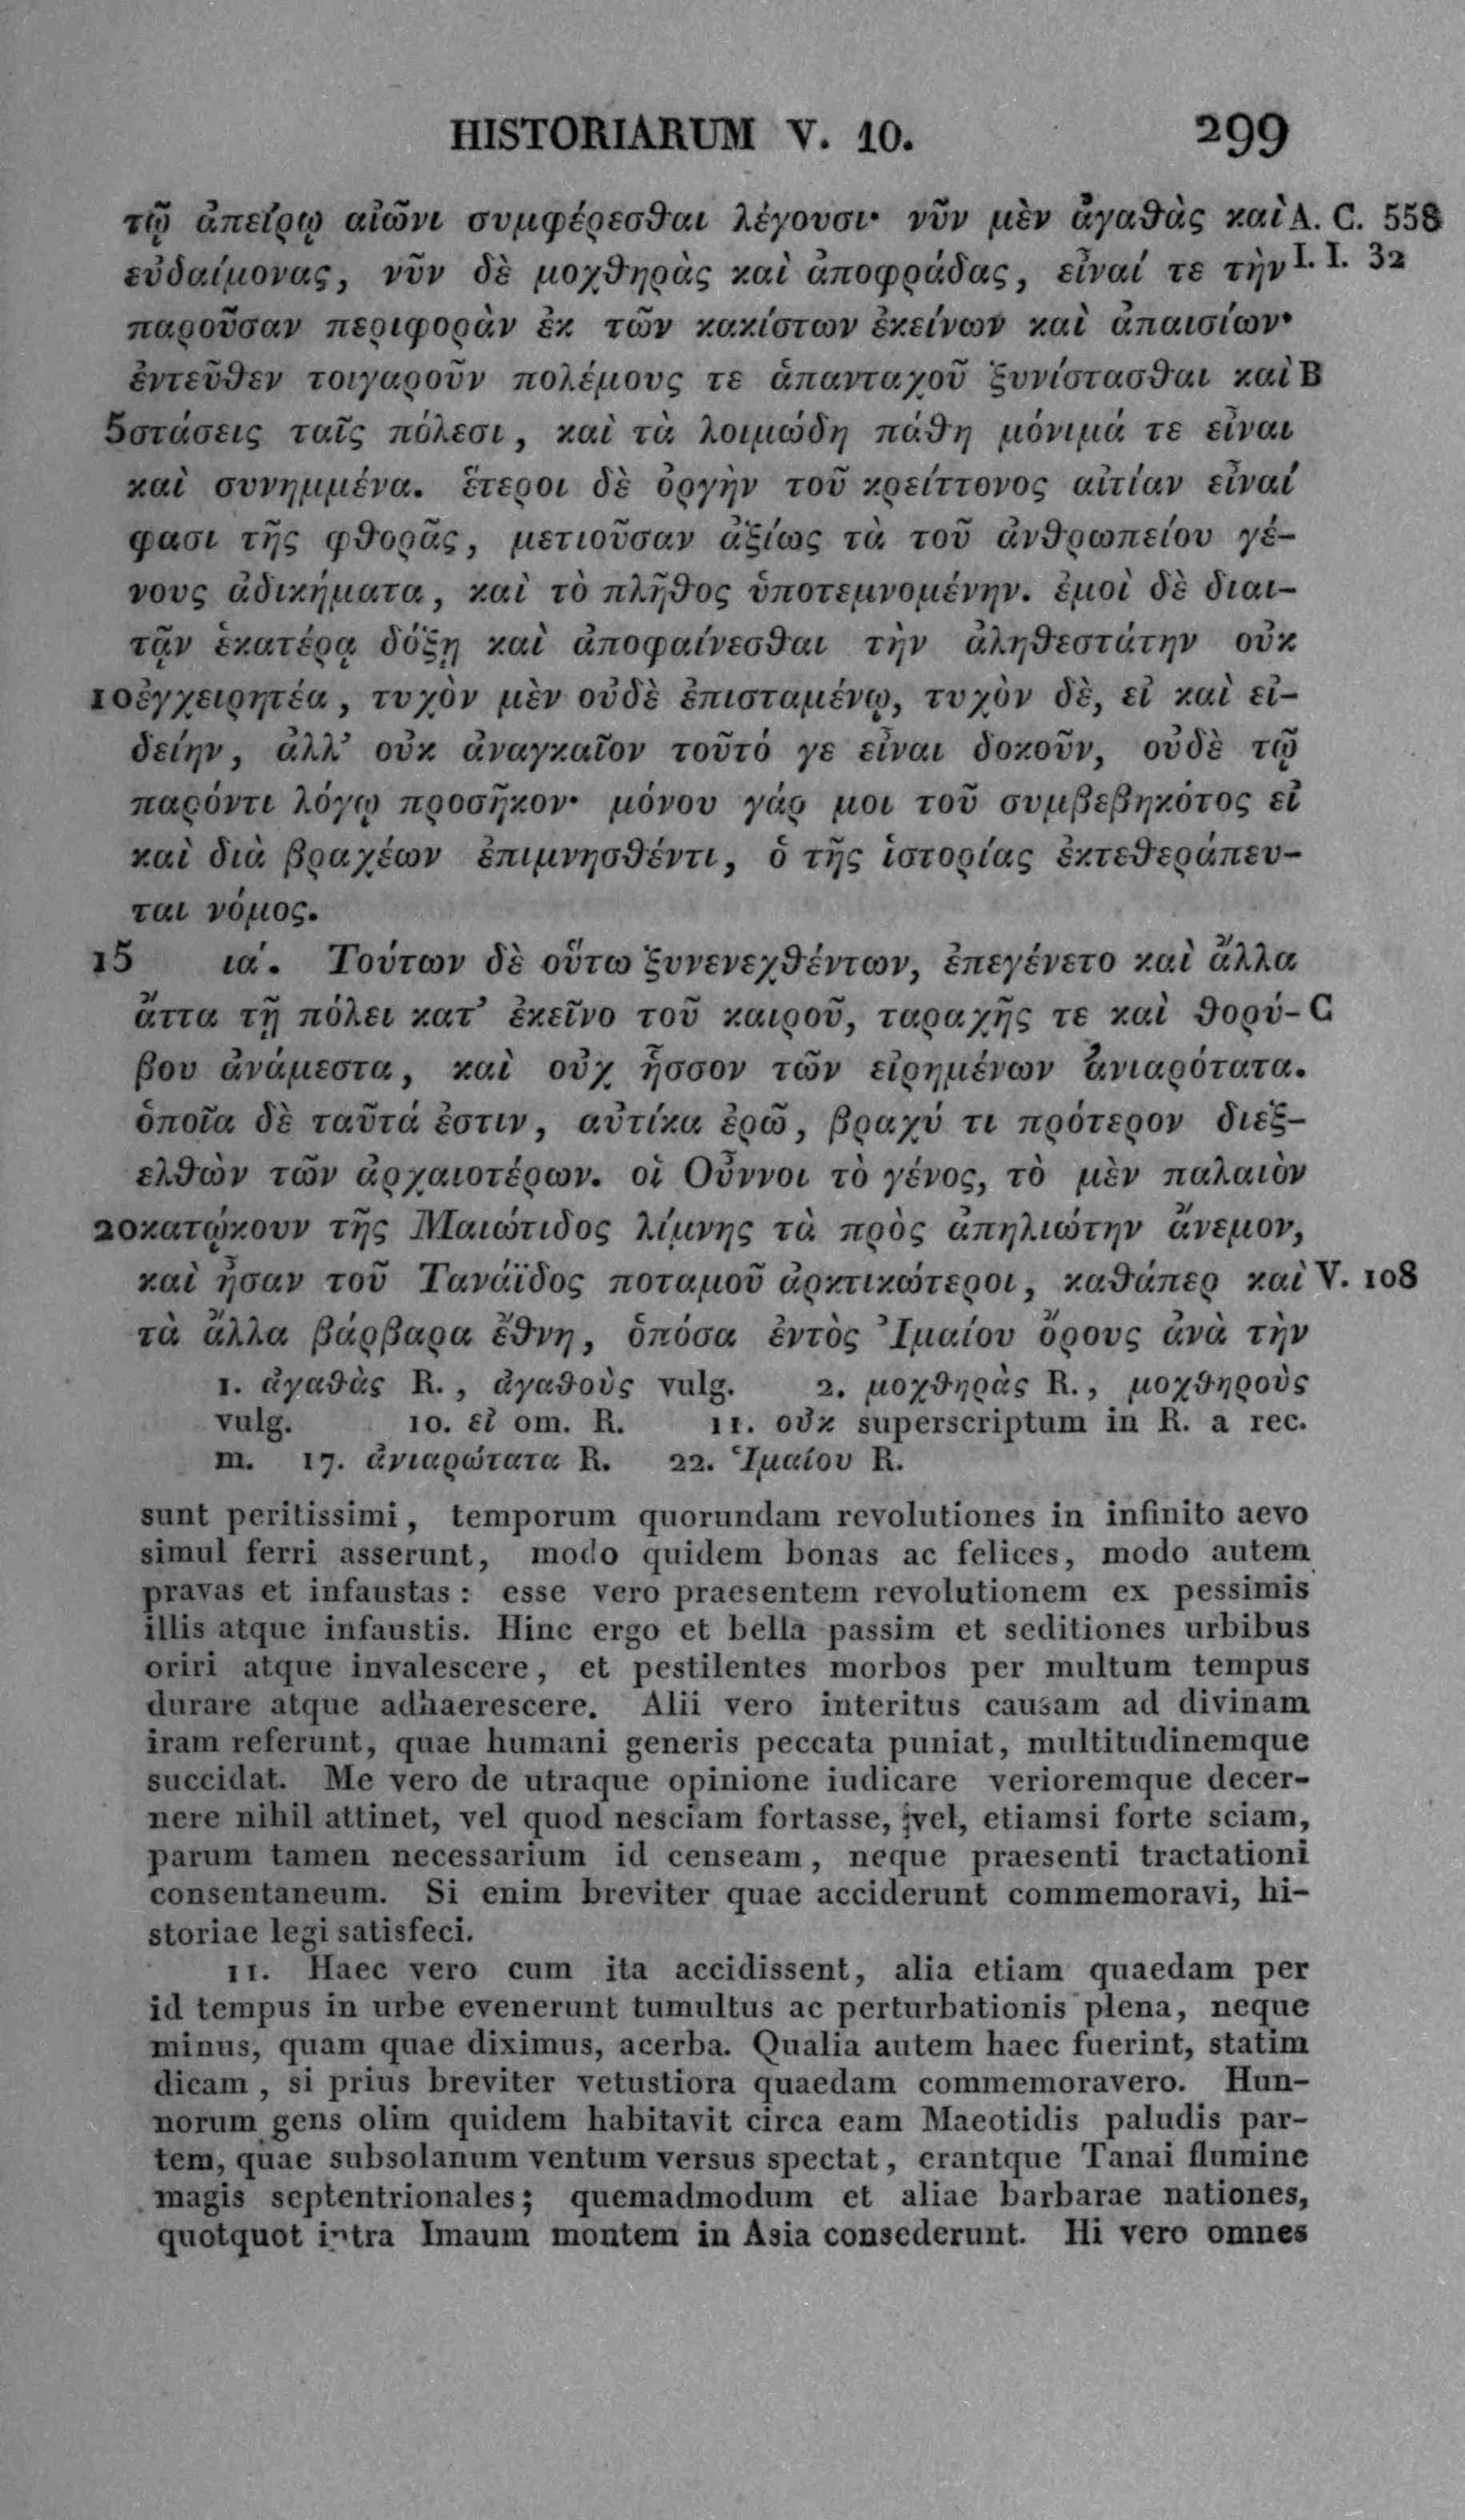 HISTORIARUM V. 10. 299
τῷ ἀπείρῳ αἰῶνι συμφέρεσθαι λέγουσι· νῦν μὲν ἀγαθὰς καὶ A. C. 558
εὐδαίμονας, νῦν δὲ μοχθηρὰς καὶ ἀποφράδας, εἶναί τε τὴν I. I. 32
παροῦσαν περιφορὰν ἐκ τῶν κακίστων ἐκείνων καὶ ἀπαισίων·
ἐντεῦθεν τοιγαροῦν πολέμους τε ἁπανταχοῦ ξυνίστασθαι καὶ B
5 στάσεις ταῖς πόλεσι, καὶ τὰ λοιμώδη πάθη μόνιμά τε εἶναι
καὶ συνημμένα. ἕτεροι δὲ ὀργὴν τοῦ κρείττονος αἰτίαν εἶναί
φασι τῆς φθορᾶς, μετιοῦσαν ἀξίως τὰ τοῦ ἀνθρωπείου γέ-
νους ἀδικήματα, καὶ τὸ πλῆθος ὑποτεμνομένην. ἐμοὶ δὲ διαι-
τᾷν ἑκατέρᾳ δόξῃ καὶ ἀποφαίνεσθαι τὴν ἀληθεστάτην οὐκ
10 ἐγχειρητέα, τυχὸν μὲν οὐδὲ ἐπισταμένῳ, τυχὸν δὲ, εἰ καὶ εἰ-
δείην, ἀλλ’ οὐκ ἀναγκαῖον τοῦτό γε εἶναι δοκοῦν, οὐδὲ τῷ
παρόντι λόγῳ προσῆκον· μόνου γάρ μοι τοῦ συμβεβηκότος εἰ
καὶ διὰ βραχέων ἐπιμνησθέντι, ὁ τῆς ἱστορίας ἐκτεθεράπευ-
ται νόμος.
15 ια΄. Τούτων δὲ οὕτω ξυνενεχθέντων, ἐπεγένετο καὶ ἄλλα
ἄττα τῇ πόλει κατ’ ἐκεῖνο τοῦ καιροῦ, ταραχῆς τε καὶ θορύ- C
βου ἀνάμεστα, καὶ οὐχ ἧσσον τῶν εἰρημένων ἀνιαρότατα.
ὁποῖα δὲ ταῦτά ἐστιν, αὐτίκα ἐρῶ, βραχύ τι πρότερον διεξ-
ελθὼν τῶν ἀρχαιοτέρων. οἱ Οὖννοι τὸ γένος, τὸ μὲν παλαιὸν
20 κατῴκουν τῆς Μαιώτιδος λίμνης τὰ πρὸς ἀπηλιώτην ἄνεμον,
καὶ ἦσαν τοῦ Τανάϊδος ποταμοῦ ἀρκτικώτεροι, καθάπερ καὶ V. 108
τὰ ἄλλα βάρβαρα ἔθνη, ὁπόσα ἐντὸς Ἰμαίου ὄρους ἀνὰ τὴν
1. ἀγαθὰς R., ἀγαθοὺς vulg. 2. μοχθηρὰς R., μοχθηροὺς
vulg. 10. εἰ om. R. 11. οὐκ superscriptum in R. a rec.
m. 17. ἀνιαρώτατα R. 22. Ἱμαίου R.
sunt peritissimi, temporum quorundam revolutiones in infinito aevo
simul ferri asserunt, modo quidem bonas ac felices, modo autem
pravas et infaustas: esse vero praesentem revolutionem ex pessimis
illis atque infaustis. Hinc ergo et bella passim et seditiones urbibus
oriri atque invalescere, et pestilentes morbos per multum tempus
durare atque adhaerescere. Alii vero interitus causam ad divinam
iram referunt, quae humani generis peccata puniat, multitudinemque
succidat. Me vero de utraque opinione iudicare verioremque decer-
nere nihil attinet, vel quod nesciam fortasse, vel, etiamsi forte sciam,
parum tamen necessarium id censeam, neque praesenti tractationi
consentaneum. Si enim breviter quae acciderunt commemoravi, hi-
storiae legi satisfeci.
11. Haec vero cum ita accidissent, alia etiam quaedam per
id tempus in urbe evenerunt tumultus ac perturbationis plena, neque
minus, quam quae diximus, acerba. Qualia autem haec fuerint, statim
dicam, si prius breviter vetustiora quaedam commemoravero. Hun-
norum gens olim quidem habitavit circa eam Maeotidis paludis par-
tem, quae subsolanum ventum versus spectat, erantque Tanai flumine
magis septentrionales; quemadmodum et aliae barbarae nationes,
quotquot intra Imaum montem in Asia consederunt. Hi vero omnes